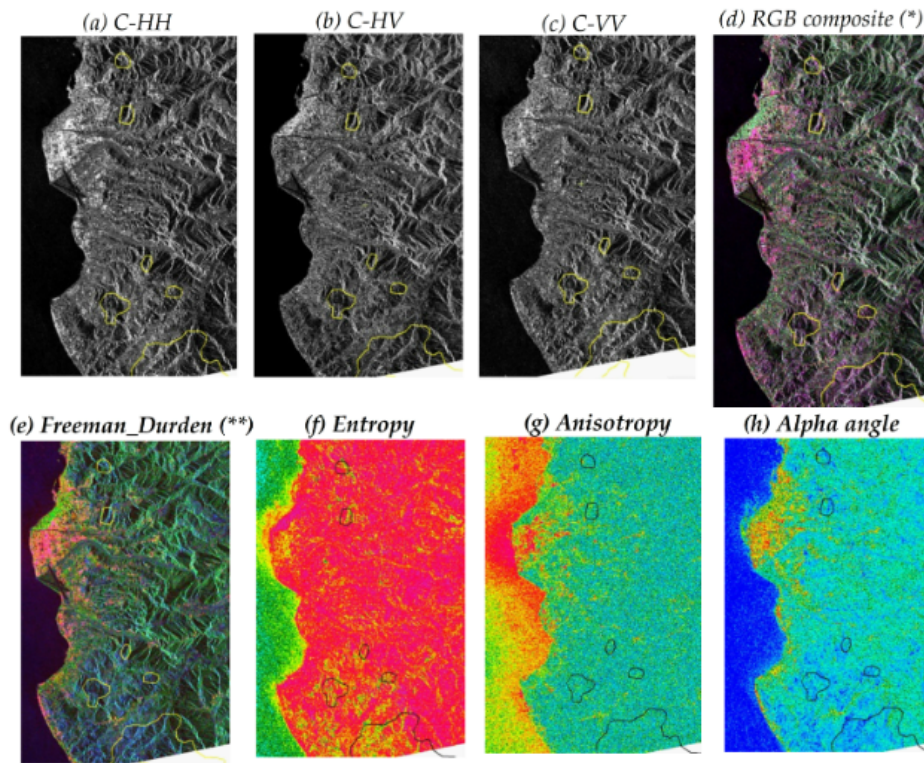 (a) C-HH
(b) C-HV
(c) C-VV
(d) RGB composite (*)
(e) Freeman_Durden (**)
(f) Entropy
(g) Anisotropy
(h) Alpha angle